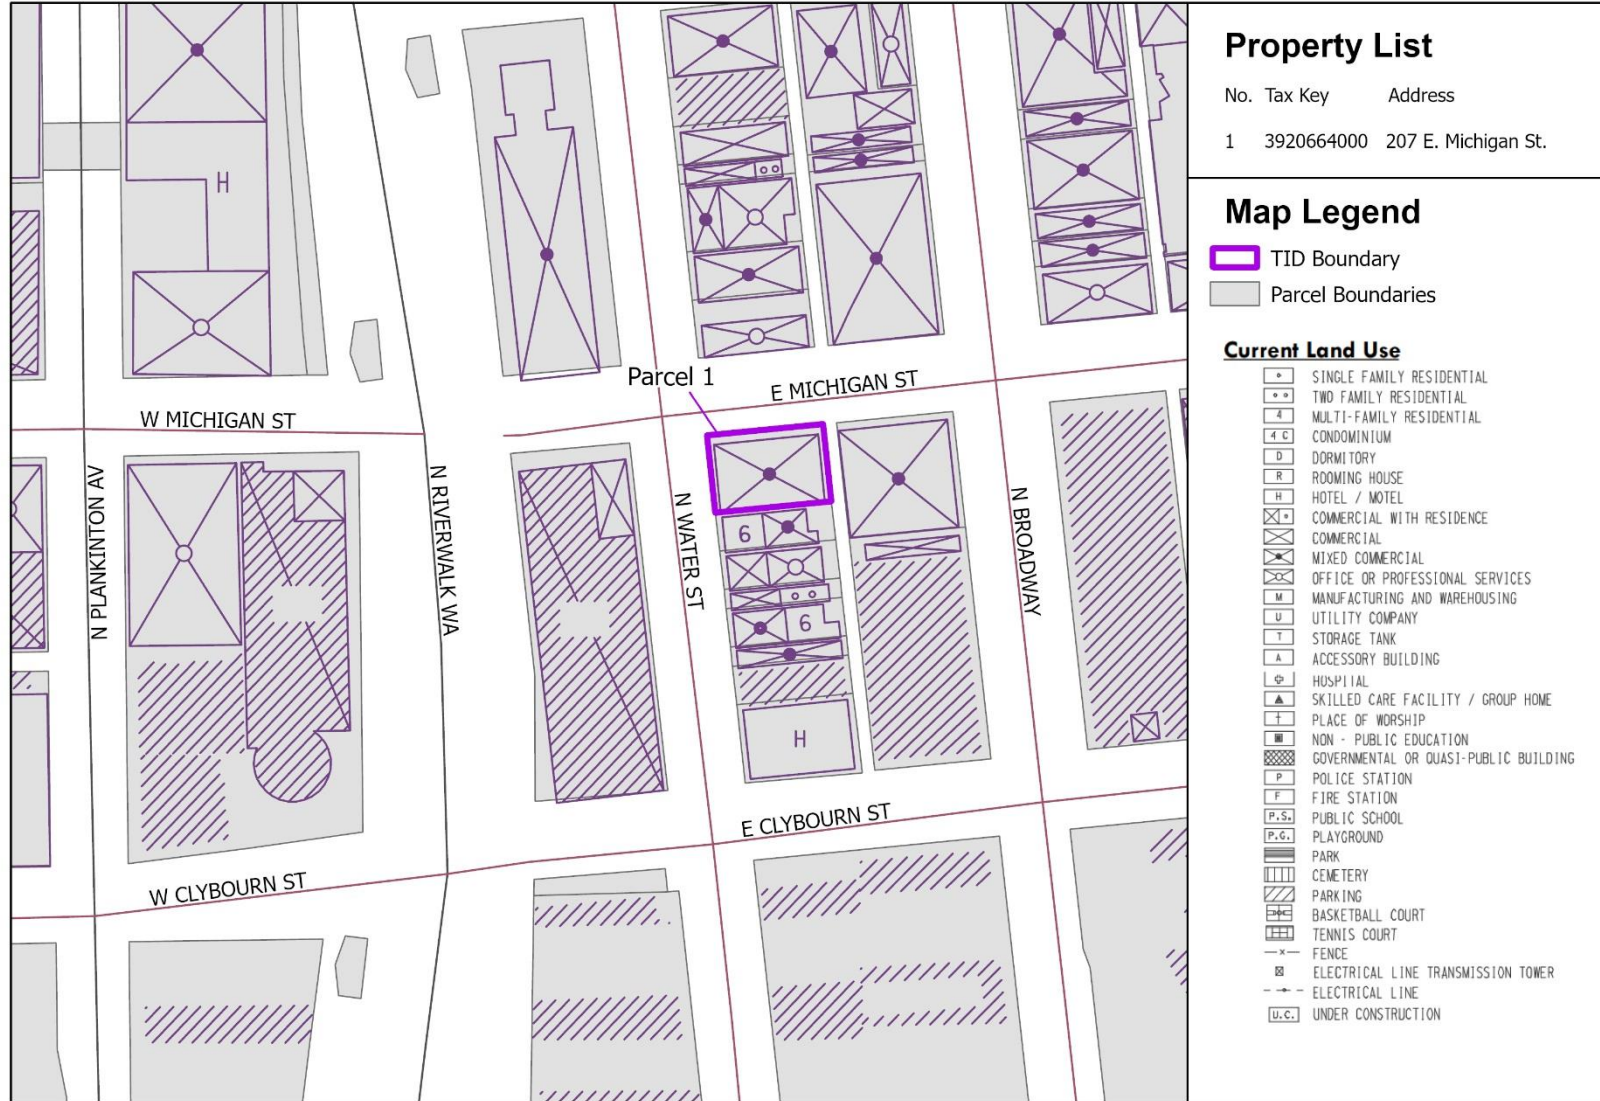 H
Parcel 1
E MICHIGAN ST
W MICHIGAN ST
N PLANKINTON AV
N RIVERWALK WA
N WATER ST
N BROADWAY
6
6
H
E CLYBOURN ST
W CLYBOURN ST
Property List
No. Tax Key Address
1 3920664000 207 E. Michigan St.
Map Legend
TID Boundary
Parcel Boundaries
Current Land Use
SINGLE FAMILY RESIDENTIAL
TWO FAMILY RESIDENTIAL
4 MULTI-FAMILY RESIDENTIAL
4 C CONDOMINIUM
D DORMITORY
R ROOMING HOUSE
H HOTEL / MOTEL
COMMERCIAL WITH RESIDENCE
COMMERCIAL
MIXED COMMERCIAL
OFFICE OR PROFESSIONAL SERVICES
M MANUFACTURING AND WAREHOUSING
U UTILITY COMPANY
T STORAGE TANK
A ACCESSORY BUILDING
HOSPITAL
SKILLED CARE FACILITY / GROUP HOME
PLACE OF WORSHIP
NON - PUBLIC EDUCATION
GOVERNMENTAL OR QUASI-PUBLIC BUILDING
P POLICE STATION
F FIRE STATION
P.S. PUBLIC SCHOOL
P.G. PLAYGROUND
PARK
CEMETERY
PARKING
BASKETBALL COURT
TENNIS COURT
FENCE
ELECTRICAL LINE TRANSMISSION TOWER
ELECTRICAL LINE
U.C. UNDER CONSTRUCTION